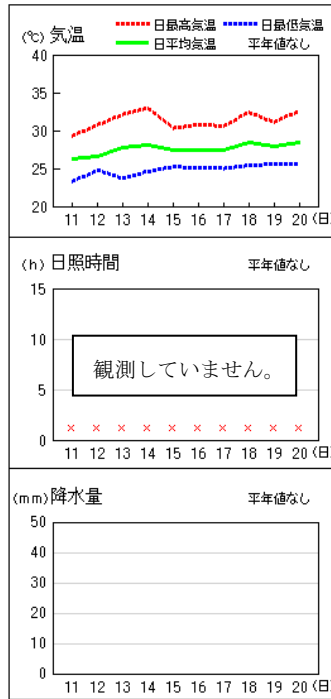 (℃) 気温
日最高気温 日最低気温
日平均気温 平年値なし
40
35
30
25
20
11 12 13 14 15 16 17 18 19 20 (日
(h) 日照時間 平年値なし
15
10
観測していません。
5
0
11 12 13 14 15 16 17 18 19 20 (日
(mm) 降水量 平年値なし
50
40
30
20
10
0
11 12 13 14 15 16 17 18 19 20 (日